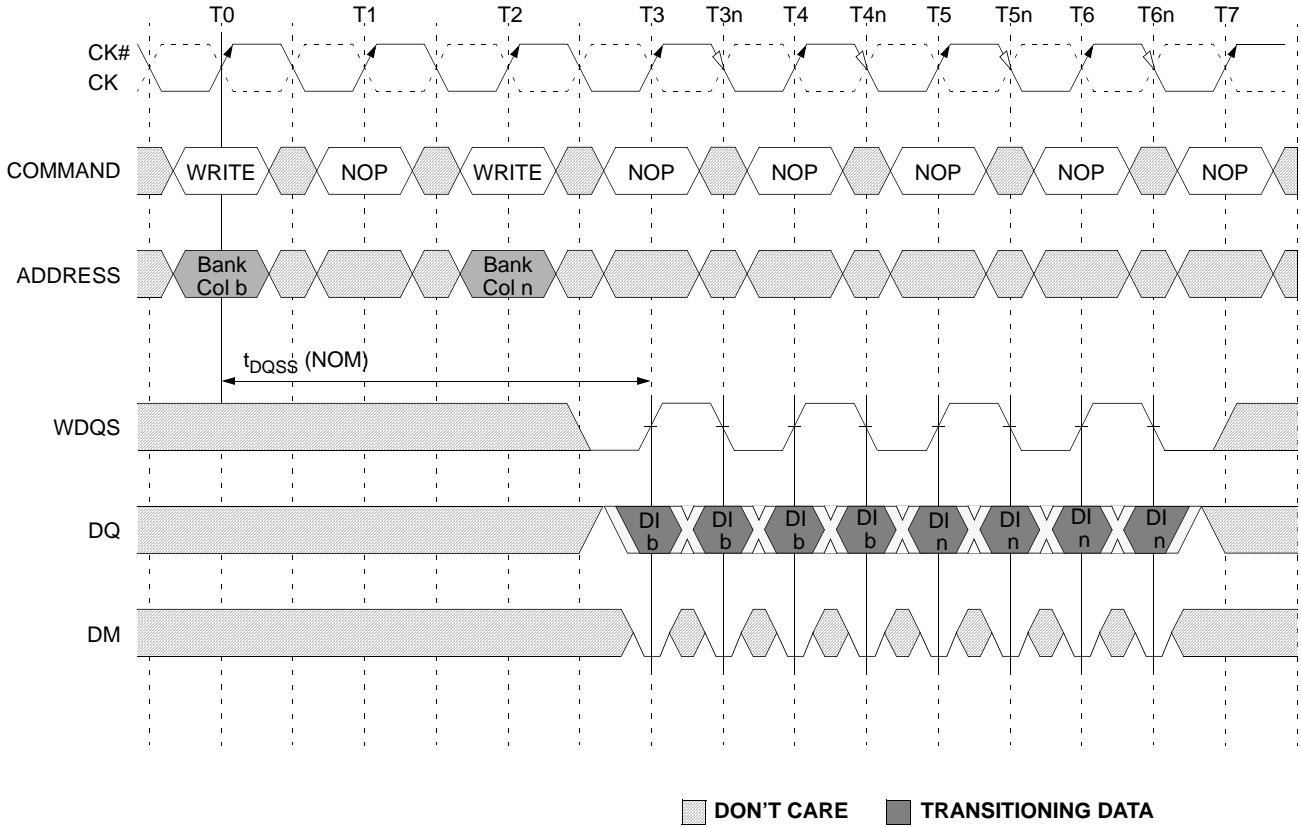 T0 T1 T2 T3 T3n T4 T4n T5 T5n T6 T6n T7
CK#
CK
COMMAND WRITE NOP WRITE NOP NOP NOP NOP NOP
ADDRESS Bank Col b Bank Col n
tDQSS (NOM)
WDQS
DQ DI b DI b DI b DI b DI n DI n DI n DI n
DM
DON'T CARE TRANSITIONING DATA